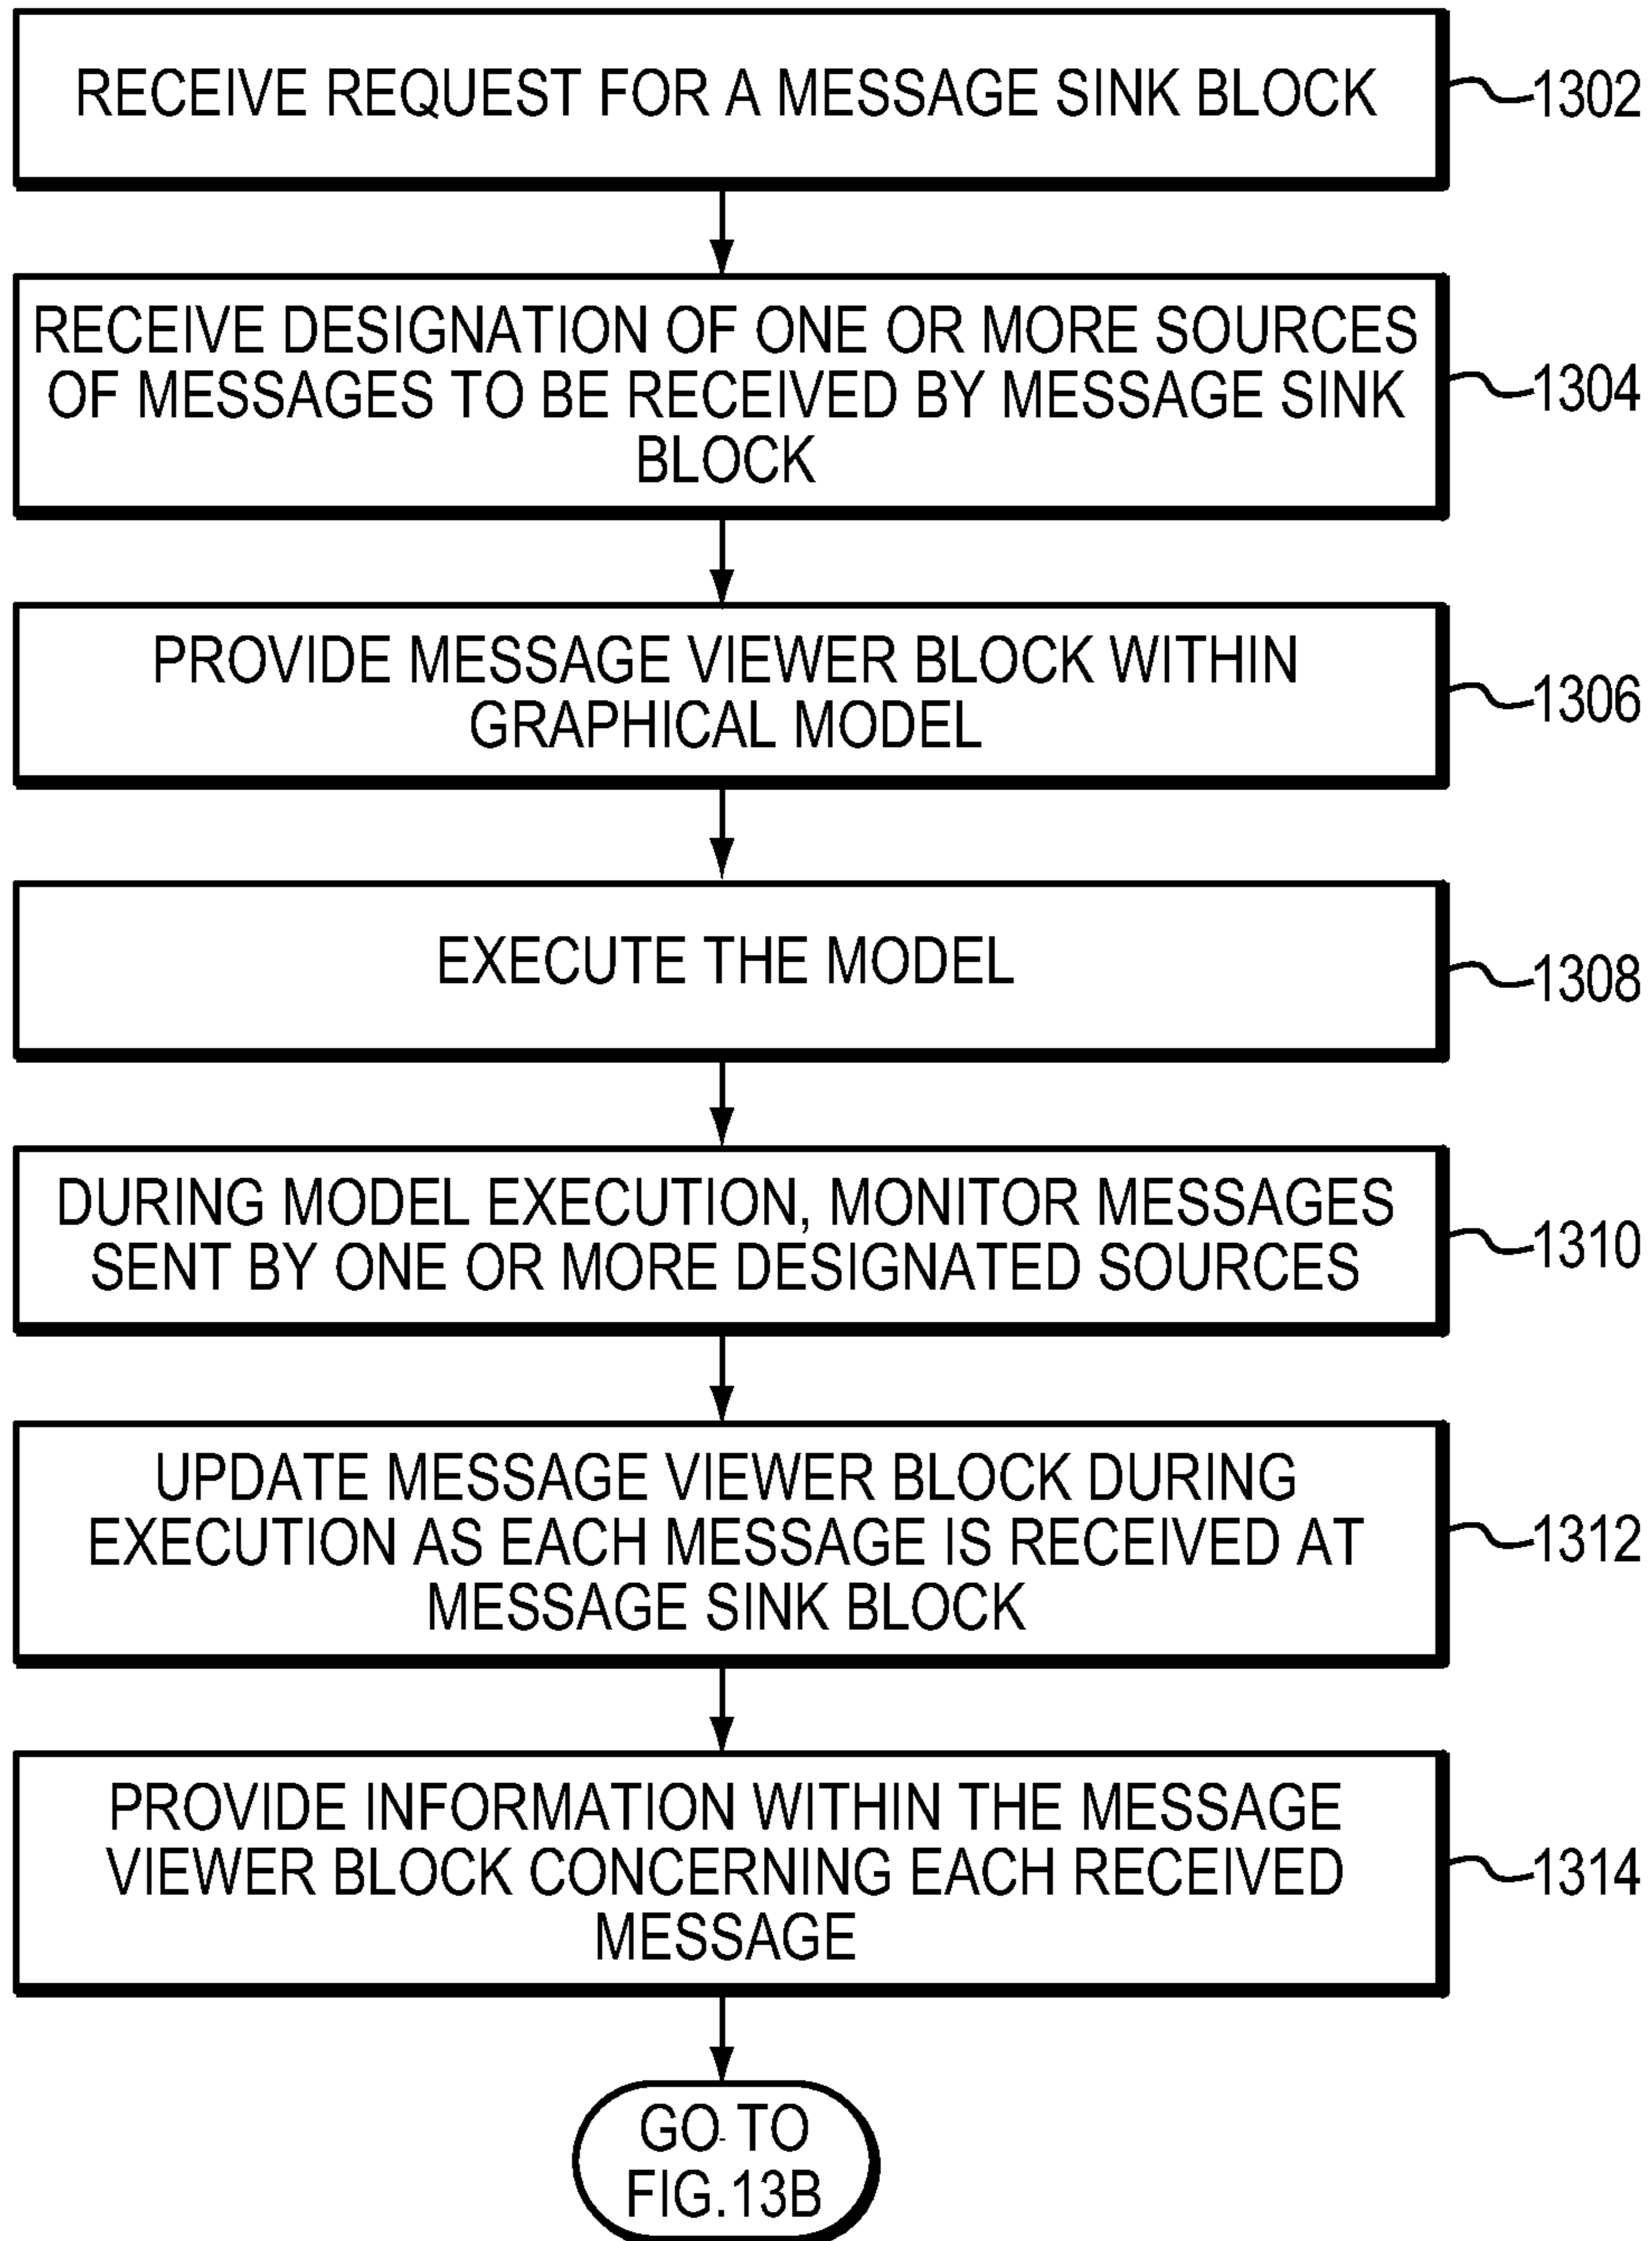 RECEIVE REQUEST FOR A MESSAGE SINK BLOCK
1302
RECEIVE DESIGNATION OF ONE OR MORE SOURCES
OF MESSAGES TO BE RECEIVED BY MESSAGE SINK
BLOCK
1304
PROVIDE MESSAGE VIEWER BLOCK WITHIN
GRAPHICAL MODEL
1306
EXECUTE THE MODEL
1308
DURING MODEL EXECUTION, MONITOR MESSAGES
SENT BY ONE OR MORE DESIGNATED SOURCES
1310
UPDATE MESSAGE VIEWER BLOCK DURING
EXECUTION AS EACH MESSAGE IS RECEIVED AT
MESSAGE SINK BLOCK
1312
PROVIDE INFORMATION WITHIN THE MESSAGE
VIEWER BLOCK CONCERNING EACH RECEIVED
MESSAGE
1314
GO TO
FIG.13B